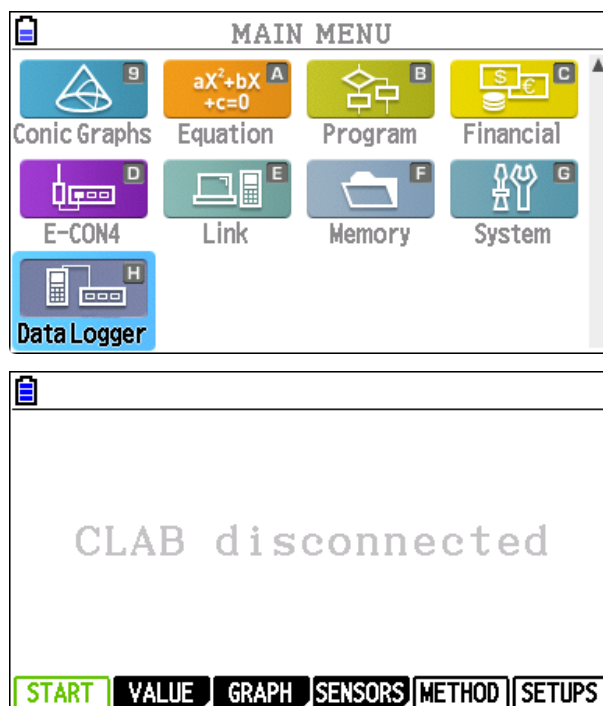 MAIN MENU
9 A B C
aX²+bX
+c=0
$ €
Conic Graphs Equation Program Financial
D E F G
E-CON4 Link Memory System
H
Data Logger
CLAB disconnected
START VALUE GRAPH SENSORS METHOD SETUPS